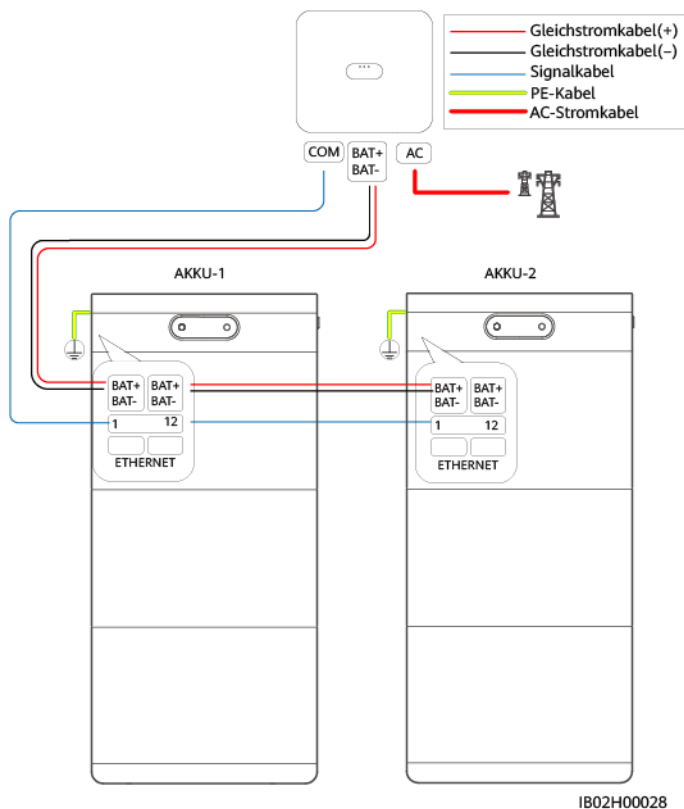 Gleichstromkabel(+)
Gleichstromkabel(−)
Signalkabel
PE-Kabel
AC-Stromkabel
COM
BAT+
BAT-
AC
AKKU-1
AKKU-2
BAT+ BAT+
BAT- BAT-
1 12
ETHERNET
BAT+ BAT+
BAT- BAT-
1 12
ETHERNET
IB02H00028